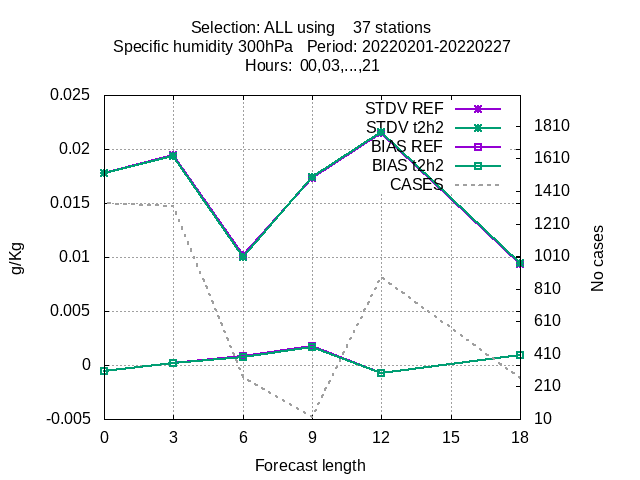 Selection: ALL using    37 stations
Specific humidity 300hPa   Period: 20220201-20220227
Hours:  00,03,...,21
STDV REF
STDV t2h2
BIAS REF
BIAS t2h2
CASES
0.025
0.02
0.015
0.01
0.005
0
-0.005
g/Kg
1810
1610
1410
1210
1010
810
610
410
210
10
No cases
0 3 6 9 12 15 18
Forecast length